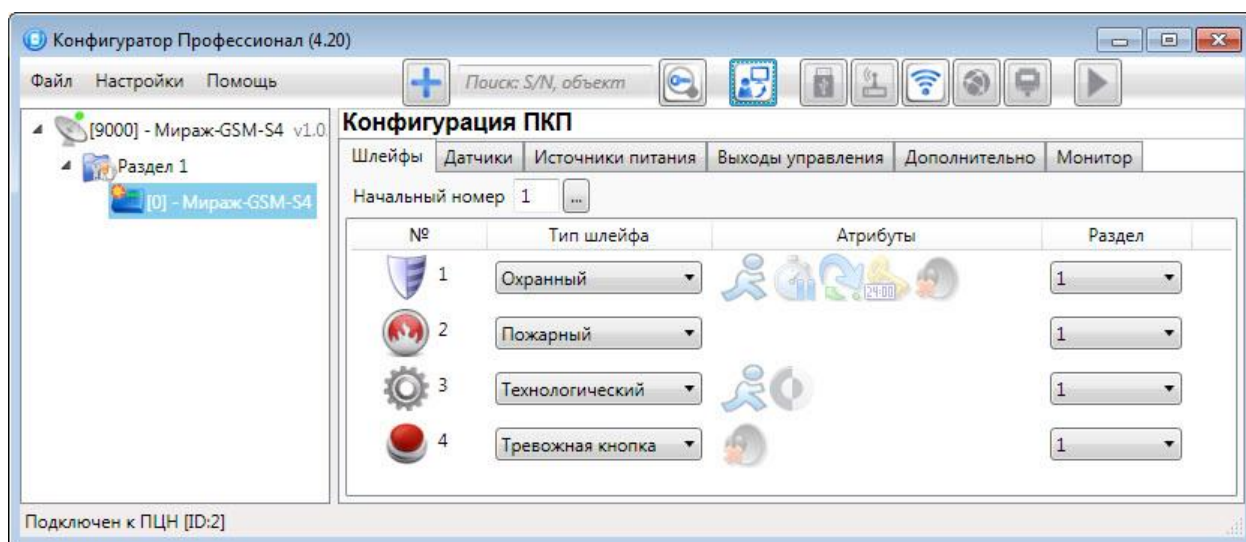 Конфигуратор Профессионал (4.20)
Файл Настройки Помощь Поиск: S/N, объект
[9000] - Мираж-GSM-S4 v1.0.
Раздел 1
[0] - Мираж-GSM-S4
Конфигурация ПКП
Шлейфы Датчики Источники питания Выходы управления Дополнительно Монитор
Начальный номер 1 ...
№ Тип шлейфа Атрибуты Раздел
1 Охранный 24:00 1
2 Пожарный 1
3 Технологический 1
4 Тревожная кнопка 1
Подключен к ПЦН [ID:2]